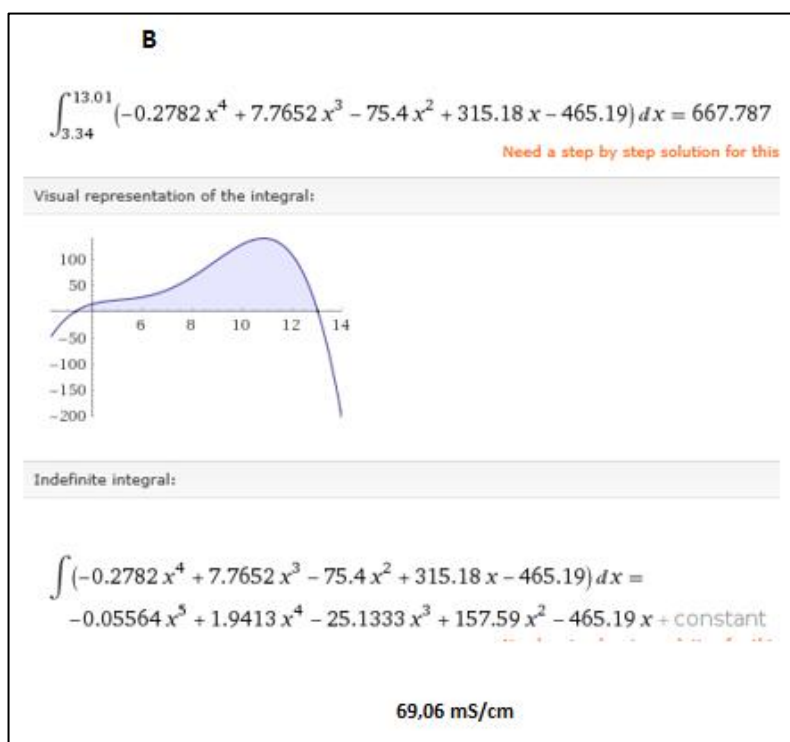 B
∫_{3.34}^{13.01} (−0.2782 x⁴ + 7.7652 x³ − 75.4 x² + 315.18 x − 465.19) dx = 667.787
Need a step by step solution for this
Visual representation of the integral:
100
50
6 8 10 12 14
−50
−100
−150
−200
Indefinite integral:
∫ (−0.2782 x⁴ + 7.7652 x³ − 75.4 x² + 315.18 x − 465.19) dx =
−0.05564 x⁵ + 1.9413 x⁴ − 25.1333 x³ + 157.59 x² − 465.19 x + constant
69,06 mS/cm